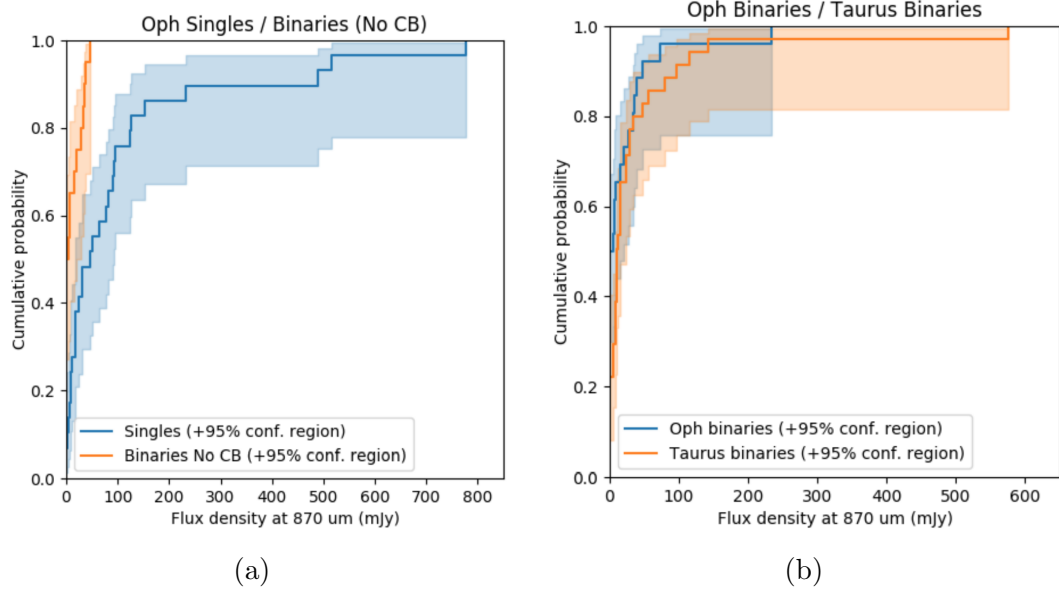 Oph Singles / Binaries (No CB)
1.0
0.8
0.6
0.4
0.2
0.0
Cumulative probability
Singles (+95% conf. region)
Binaries No CB (+95% conf. region)
0 100 200 300 400 500 600 700 800
Flux density at 870 um (mJy)
(a)
Oph Binaries / Taurus Binaries
1.0
0.8
0.6
0.4
0.2
0.0
Cumulative probability
Oph binaries (+95% conf. region)
Taurus binaries (+95% conf. region)
0 100 200 300 400 500 600
Flux density at 870 um (mJy)
(b)